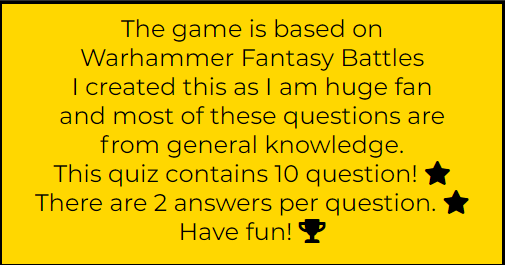 The game is based on
Warhammer Fantasy Battles
I created this as I am huge fan
and most of these questions are
from general knowledge.
This quiz contains 10 question!
There are 2 answers per question.
Have fun!